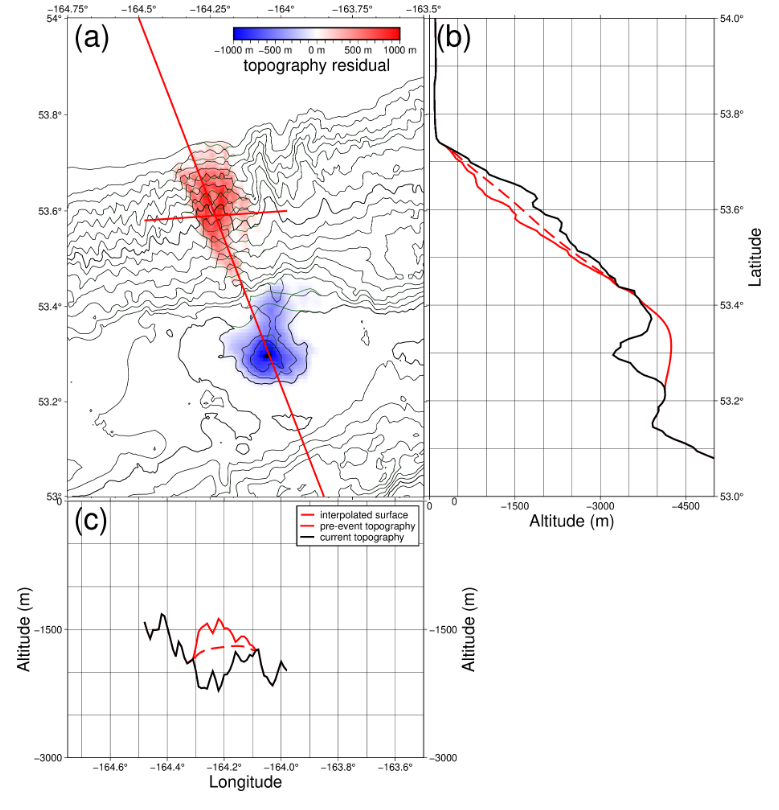 −164.75 −164.5 −164.25 −164° −163.75 −163.5
54° (a) (b) 54.0°
−1000 m −500 m 0 m 500 m 1000 m
topography residual
53.8° 53.8°
53.6° 53.6°
Latitude
53.4° 53.4°
53.2° 53.2°
53° 53.0°
0 0 −1500 −3000 −4500
Altitude (m)
(c)
interpolated surface
pre-event topography
current topography
Altitude (m) Altitude (m)
−1500 −1500
−3000 −3000
−164.6° −164.4° −164.2° −164.0° −163.8° −163.6°
Longitude